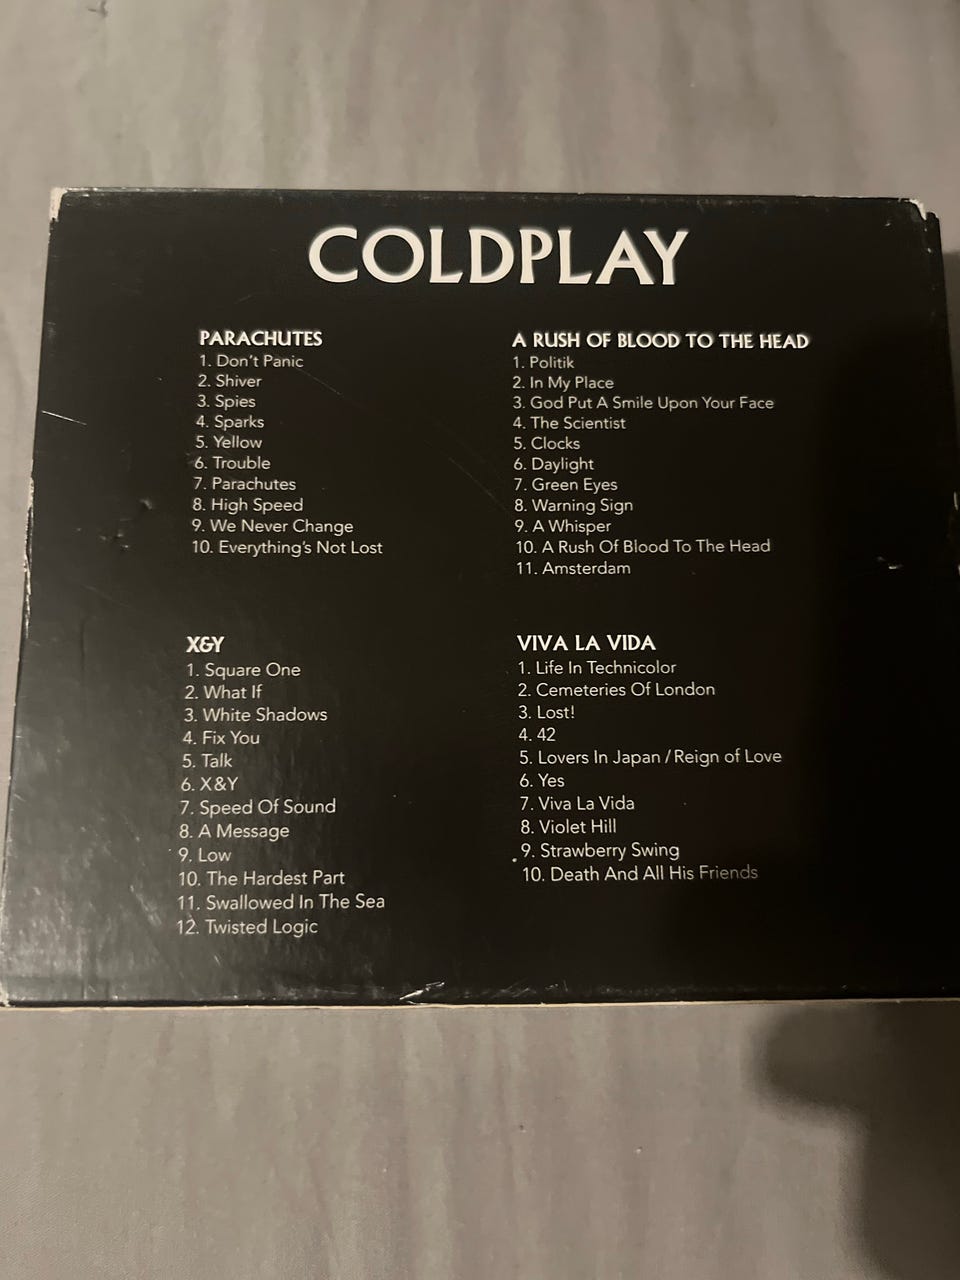 COLDPLAY
PARACHUTES
1. Don't Panic
2. Shiver
3. Spies
4. Sparks
5. Yellow
6. Trouble
7. Parachutes
8. High Speed
9. We Never Change
10. Everything's Not Lost
A RUSH OF BLOOD TO THE HEAD
1. Politik
2. In My Place
3. God Put A Smile Upon Your Face
4. The Scientist
5. Clocks
6. Daylight
7. Green Eyes
8. Warning Sign
9. A Whisper
10. A Rush Of Blood To The Head
11. Amsterdam
X&Y
1. Square One
2. What If
3. White Shadows
4. Fix You
5. Talk
6. X&Y
7. Speed Of Sound
8. A Message
9. Low
10. The Hardest Part
11. Swallowed In The Sea
12. Twisted Logic
VIVA LA VIDA
1. Life In Technicolor
2. Cemeteries Of London
3. Lost!
4. 42
5. Lovers In Japan / Reign of Love
6. Yes
7. Viva La Vida
8. Violet Hill
9. Strawberry Swing
10. Death And All His Friends